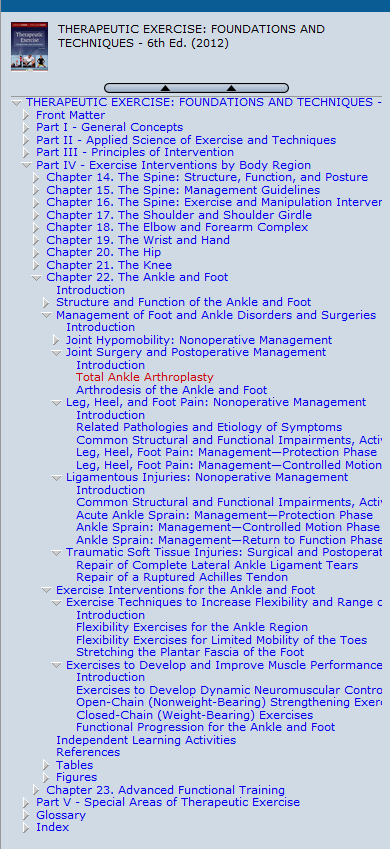 THERAPEUTIC EXERCISE: FOUNDATIONS AND
TECHNIQUES - 6th Ed. (2012)
THERAPEUTIC EXERCISE: FOUNDATIONS AND TECHNIQUES -
Front Matter
Part I - General Concepts
Part II - Applied Science of Exercise and Techniques
Part III - Principles of Intervention
Part IV - Exercise Interventions by Body Region
Chapter 14. The Spine: Structure, Function, and Posture
Chapter 15. The Spine: Management Guidelines
Chapter 16. The Spine: Exercise and Manipulation Interver
Chapter 17. The Shoulder and Shoulder Girdle
Chapter 18. The Elbow and Forearm Complex
Chapter 19. The Wrist and Hand
Chapter 20. The Hip
Chapter 21. The Knee
Chapter 22. The Ankle and Foot
Introduction
Structure and Function of the Ankle and Foot
Management of Foot and Ankle Disorders and Surgeries
Introduction
Joint Hypomobility: Nonoperative Management
Joint Surgery and Postoperative Management
Introduction
Total Ankle Arthroplasty
Arthrodesis of the Ankle and Foot
Leg, Heel, and Foot Pain: Nonoperative Management
Introduction
Related Pathologies and Etiology of Symptoms
Common Structural and Functional Impairments, Activ
Leg, Heel, Foot Pain: Management—Protection Phase
Leg, Heel, Foot Pain: Management—Controlled Motion
Ligamentous Injuries: Nonoperative Management
Introduction
Common Structural and Functional Impairments, Activ
Acute Ankle Sprain: Management—Protection Phase
Ankle Sprain: Management—Controlled Motion Phase
Ankle Sprain: Management—Return to Function Phase
Traumatic Soft Tissue Injuries: Surgical and Postoperat
Repair of Complete Lateral Ankle Ligament Tears
Repair of a Ruptured Achilles Tendon
Exercise Interventions for the Ankle and Foot
Exercise Techniques to Increase Flexibility and Range o
Introduction
Flexibility Exercises for the Ankle Region
Flexibility Exercises for Limited Mobility of the Toes
Stretching the Plantar Fascia of the Foot
Exercises to Develop and Improve Muscle Performance
Introduction
Exercises to Develop Dynamic Neuromuscular Contro
Open-Chain (Nonweight-Bearing) Strengthening Exerc
Closed-Chain (Weight-Bearing) Exercises
Functional Progression for the Ankle and Foot
Independent Learning Activities
References
Tables
Figures
Chapter 23. Advanced Functional Training
Part V - Special Areas of Therapeutic Exercise
Glossary
Index